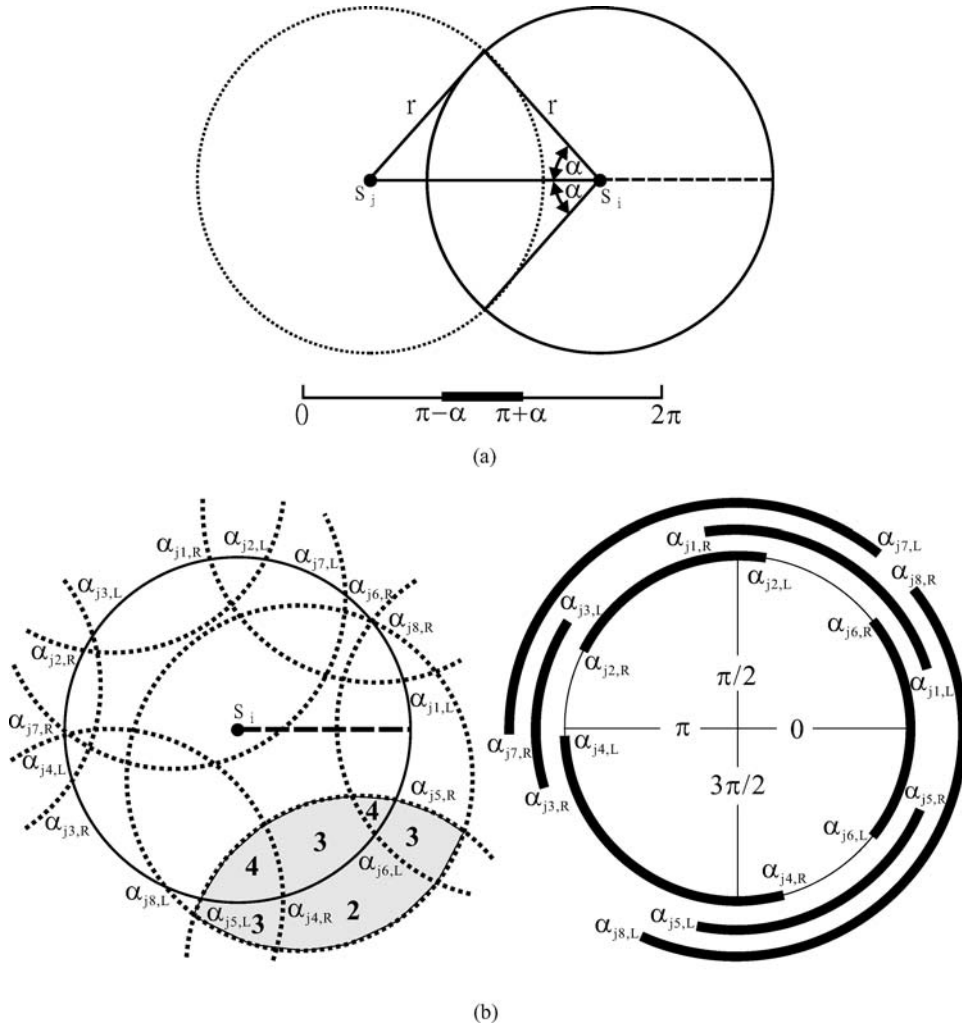 (a)
r
r
α
α
S j
S i
0
π−α
π+α
2π
(a)
α j1,R
α j2,L
α j7,L
α j6,R
α j8,R
α j3,L
α j2,R
α j1,L
S i
α j7,R
α j4,L
α j3,R
α j5,R
4
3
3
4
α j6,L
α j8,L
α j5,L
3
α j4,R
2
α j1,R
α j2,L
α j7,L
α j8,R
α j3,L
α j6,R
α j2,R
α j1,L
π/2
π
0
α j7,R
α j4,L
3π/2
α j3,R
α j5,R
α j6,L
α j4,R
α j8,L
α j5,L
(b)